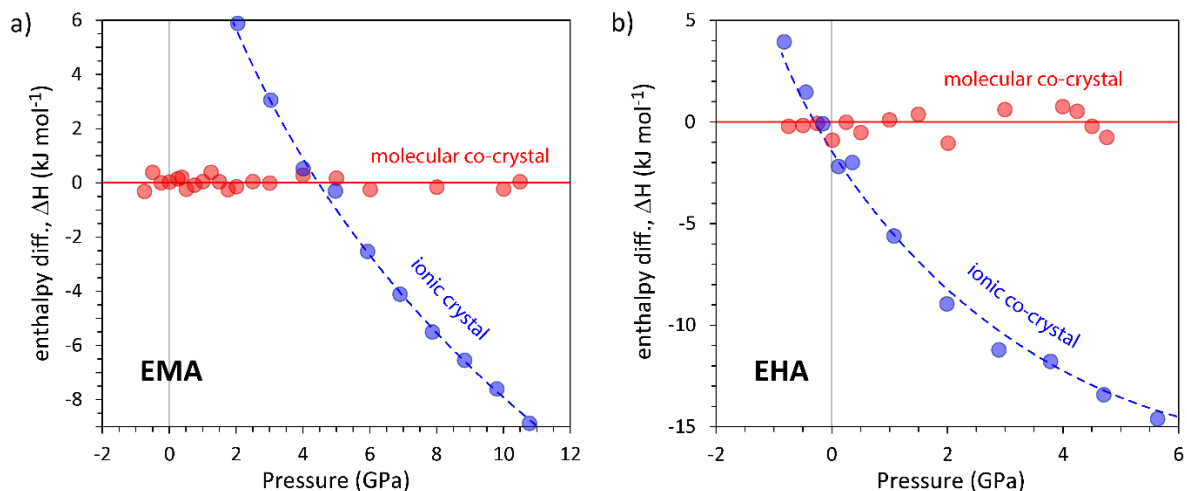 a)
enthalpy diff., ΔH (kJ mol⁻¹)
6
4
2
0
-2
-4
-6
-8
molecular co-crystal
ionic crystal
EMA
-2 0 2 4 6 8 10 12
Pressure (GPa)
b)
enthalpy diff., ΔH (kJ mol⁻¹)
5
0
-5
-10
-15
molecular co-crystal
ionic co-crystal
EHA
-2 0 2 4 6
Pressure (GPa)